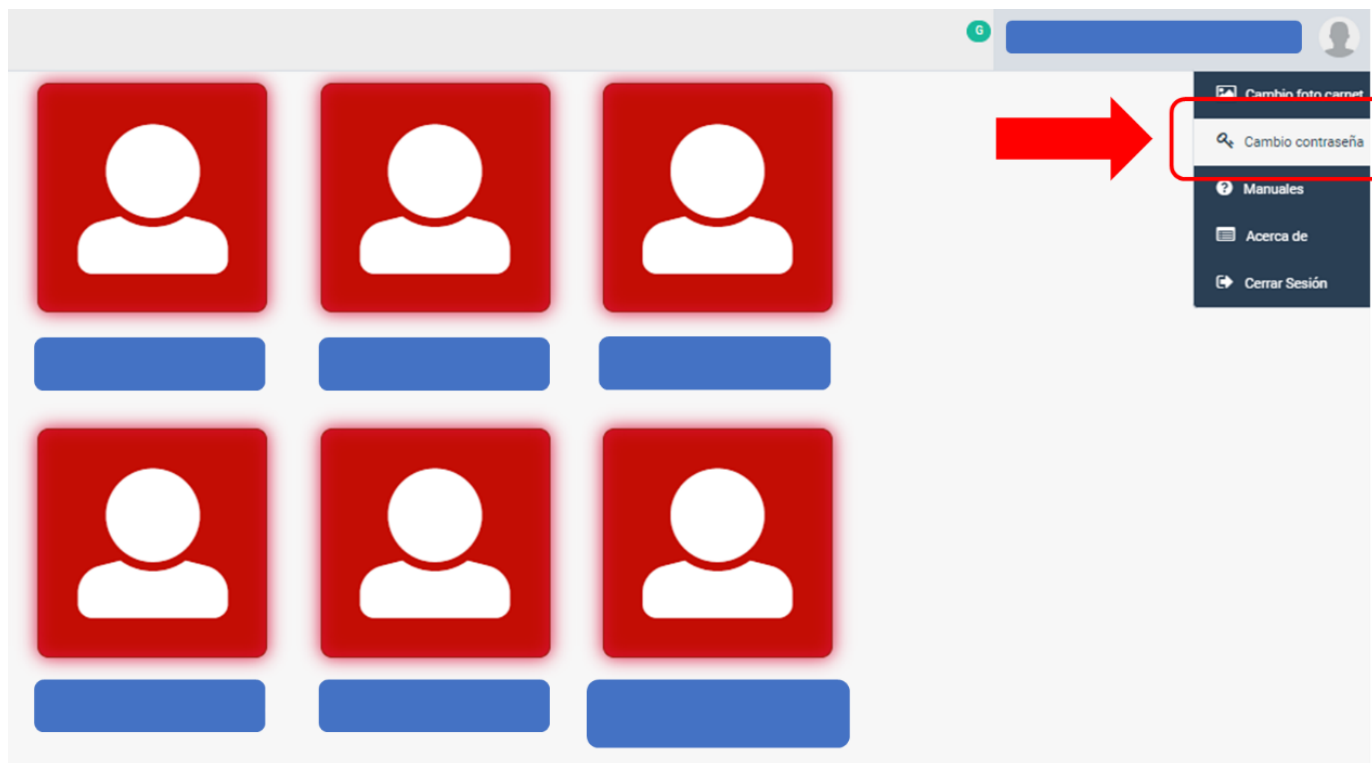 G
Cambio foto carnet
Cambio contraseña
Manuales
Acerca de
Cerrar Sesión